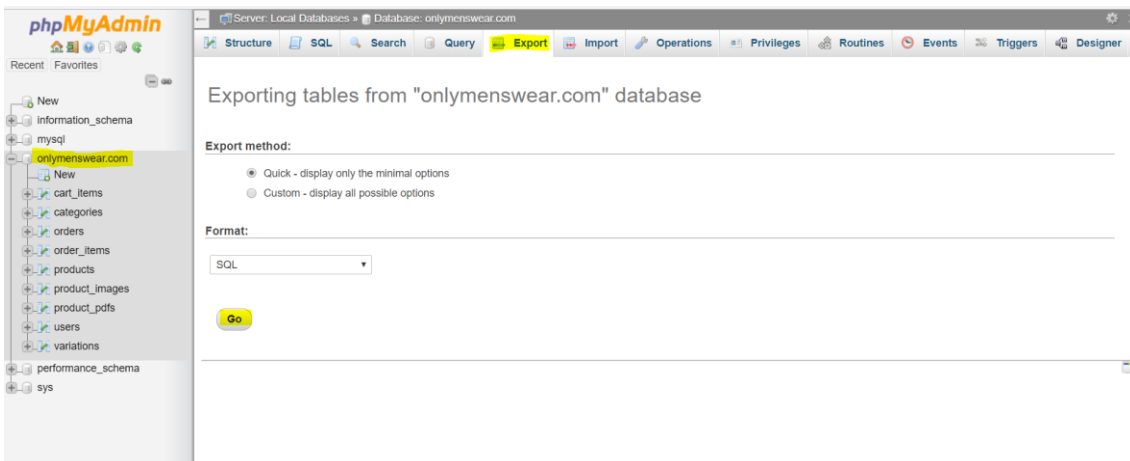 phpMyAdmin
Recent Favorites
New
information_schema
mysql
onlymenswear.com
New
cart_items
categories
orders
order_items
products
product_images
product_pdfs
users
variations
performance_schema
sys
Server: Local Databases » Database: onlymenswear.com
Structure SQL Search Query Export Import Operations Privileges Routines Events Triggers Designer
Exporting tables from "onlymenswear.com" database
Export method:
Quick - display only the minimal options
Custom - display all possible options
Format:
SQL
Go